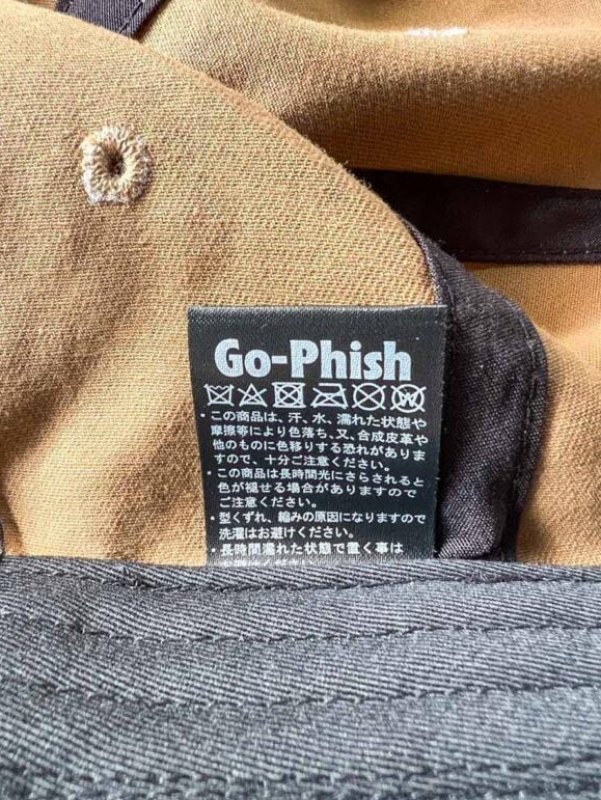 Go-Phish
・この商品は、汗、水、濡れた状態や
摩擦等により色落ち、又、合成皮革や
他のものに色移りする恐れがありま
すので、十分ご注意ください。
・この商品は長時間光にさらされると
色が褪せる場合がありますので
ご注意ください。
・型くずれ、縮みの原因になりますので
洗濯はお避けください。
・長時間濡れた状態で置く事は